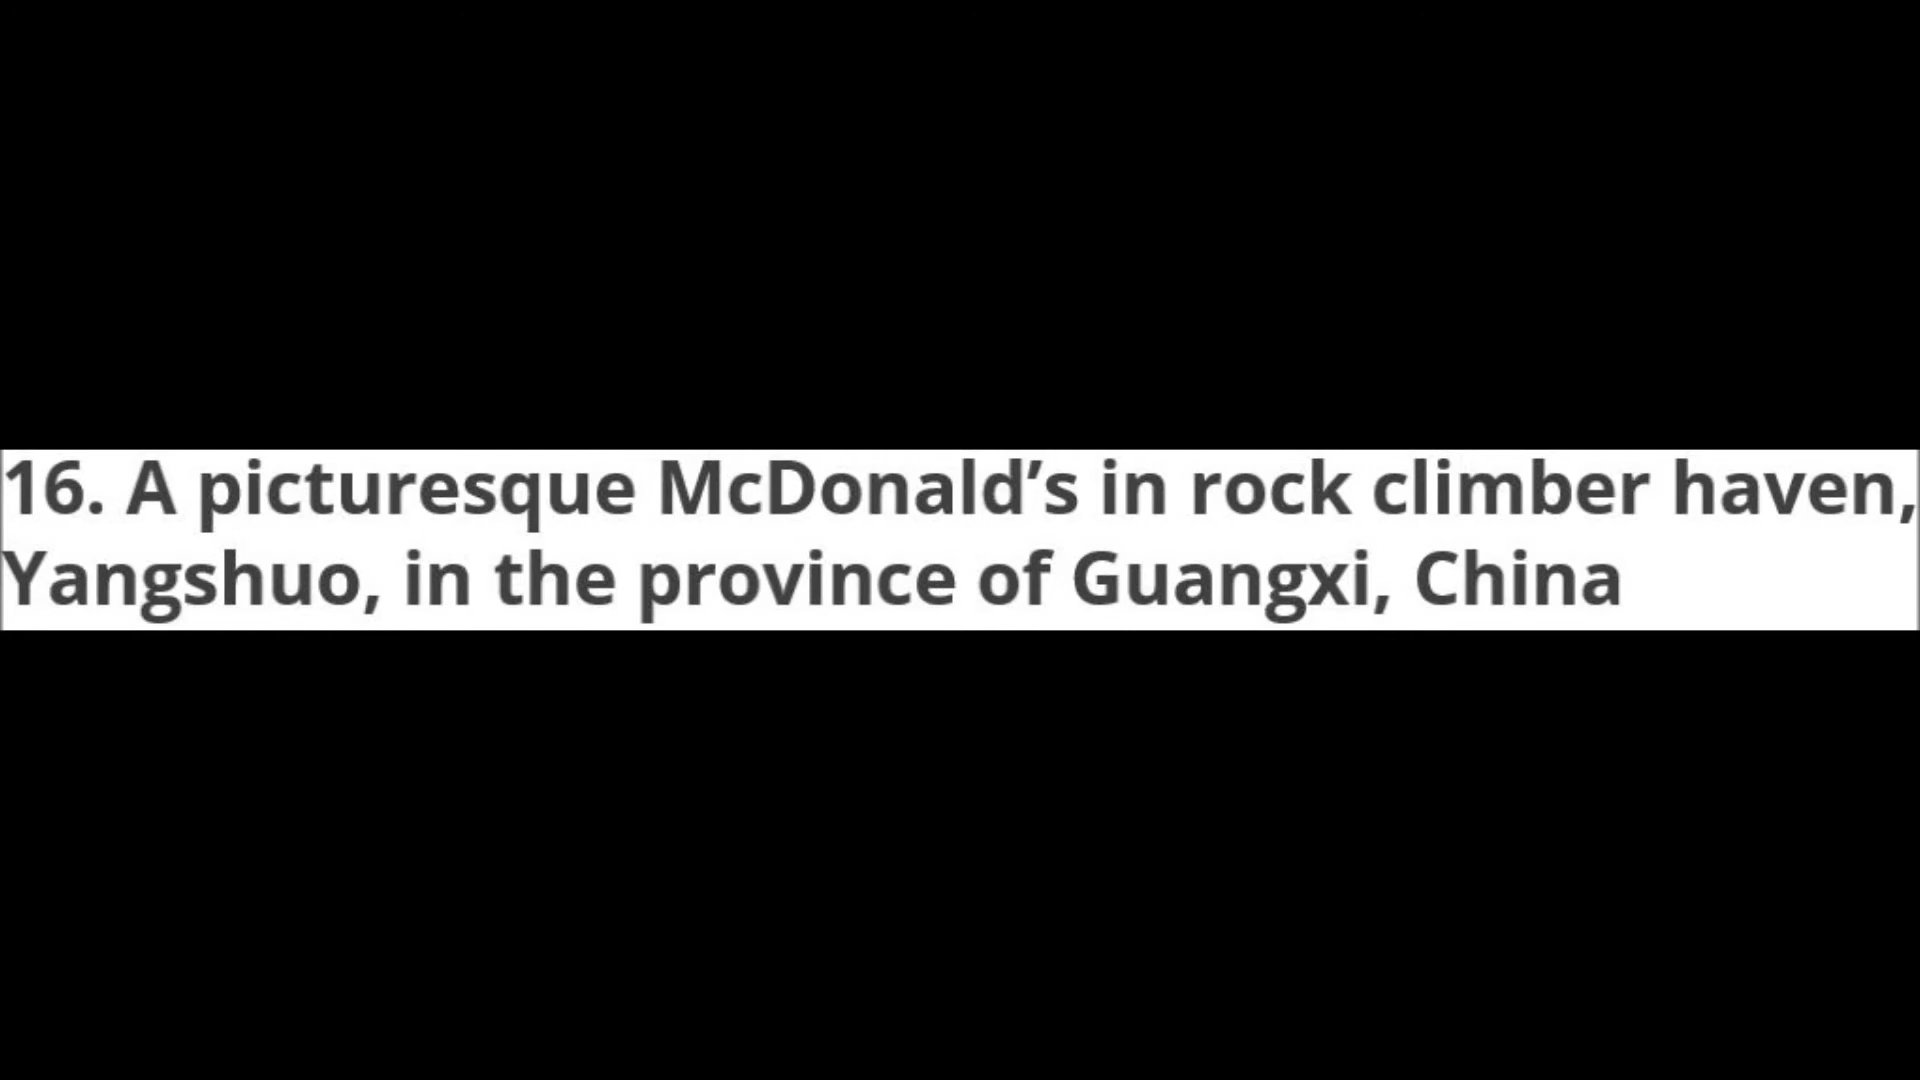 16. A picturesque McDonald’s in rock climber haven,
Yangshuo, in the province of Guangxi, China